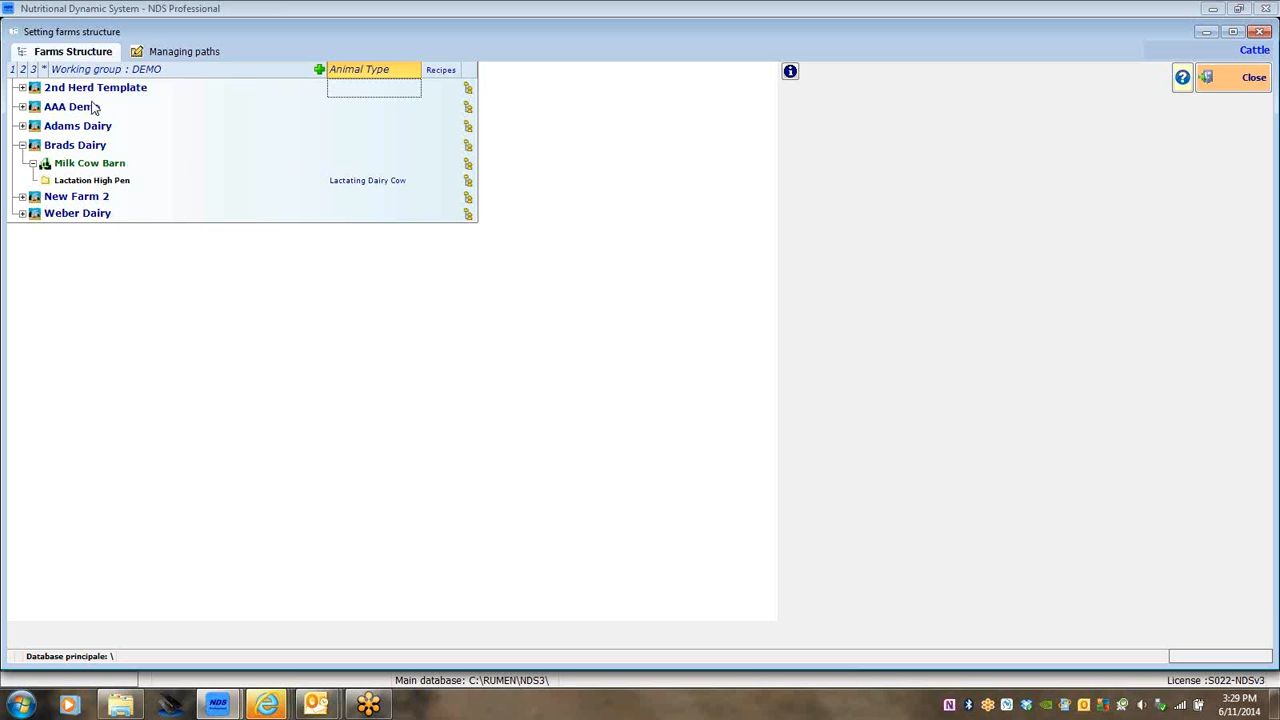 Nutritional Dynamic System - NDS Professional
Setting farms structure
Farms Structure Managing paths
Cattle
1 2 3 * Working group : DEMO Animal Type Recipes
Close
2nd Herd Template
AAA Demo
Adams Dairy
Brads Dairy
Milk Cow Barn
Lactation High Pen Lactating Dairy Cow
New Farm 2
Weber Dairy
Database principale: \
Main database: C:\RUMEN\NDS3\ License :S022-NDSv3
NDS
Professional
3:29 PM
6/11/2014